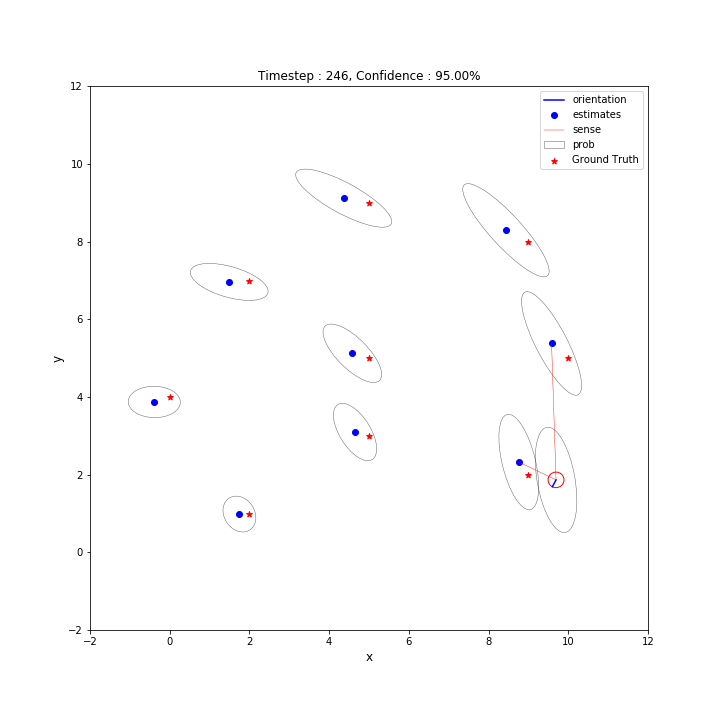 Timestep : 246, Confidence : 95.00%
orientation
estimates
sense
prob
Ground Truth
12
10
8
6
4
2
0
−2
y
−2 0 2 4 6 8 10 12
x